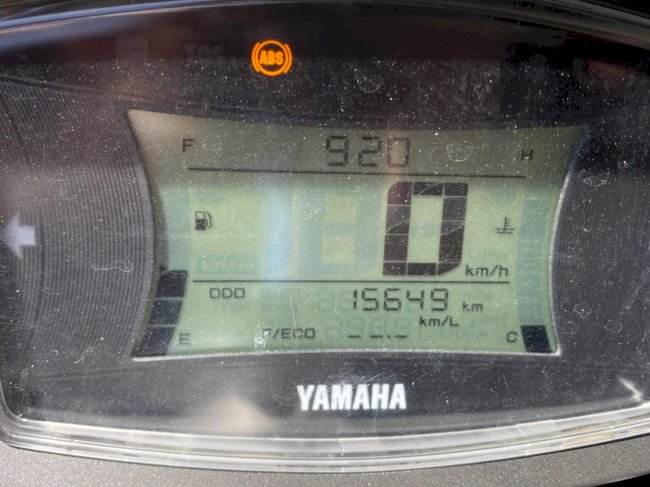 ABS
F 920 H
0 km/h
ODO 15649 km
km/L
E F/ECO _ _._ C
YAMAHA